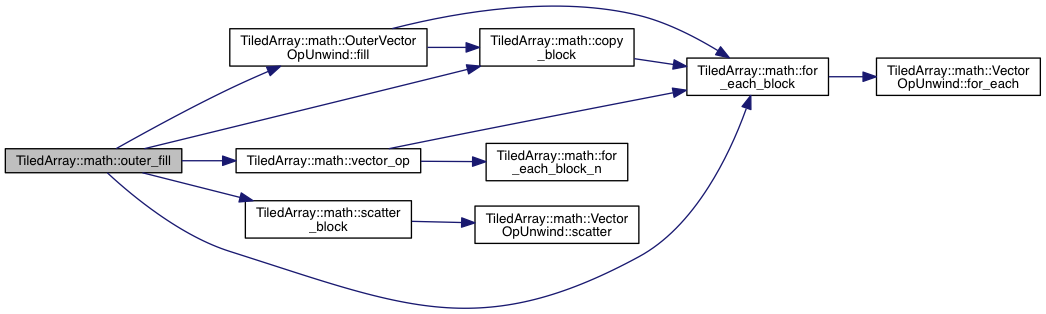 TiledArray::math::outer_fill
TiledArray::math::OuterVector
OpUnwind::fill
TiledArray::math::copy
_block
TiledArray::math::for
_each_block
TiledArray::math::Vector
OpUnwind::for_each
TiledArray::math::vector_op
TiledArray::math::for
_each_block_n
TiledArray::math::scatter
_block
TiledArray::math::Vector
OpUnwind::scatter